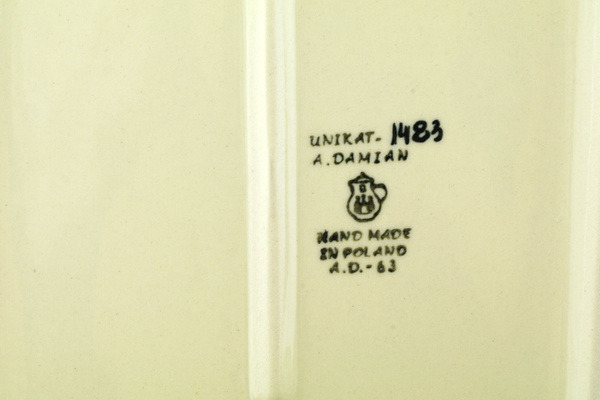 UNIKAT- 1483
A. DAMIAN
HAND MADE
IN POLAND
A.D.- 63